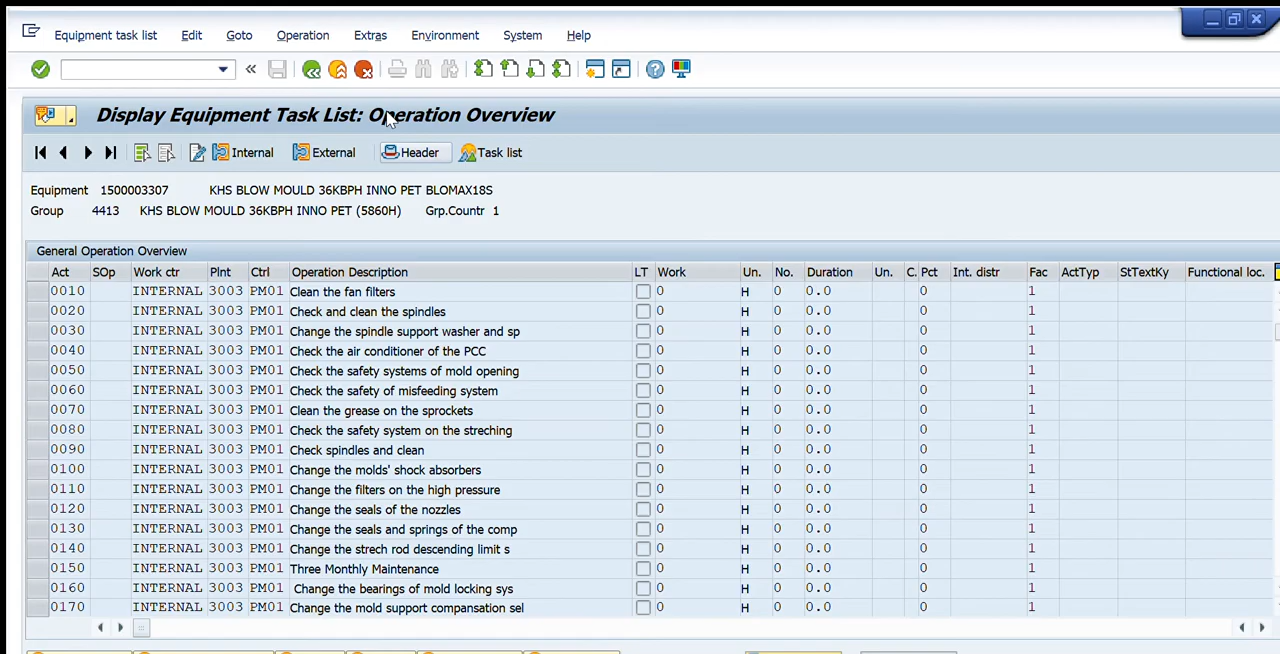 Equipment task list Edit Goto Operation Extras Environment System Help
Display Equipment Task List: Operation Overview
Internal External Header Task list
Equipment 1500003307 KHS BLOW MOULD 36KBPH INNO PET BLOMAX18S
Group 4413 KHS BLOW MOULD 36KBPH INNO PET (5860H) Grp.Countr 1
General Operation Overview
Act SOp Work ctr Plnt Ctrl Operation Description LT Work Un. No. Duration Un. C. Pct Int. distr Fac ActTyp StTextKy Functional loc.
0010 INTERNAL 3003 PM01 Clean the fan filters 0 H 0 0.0 0 1
0020 INTERNAL 3003 PM01 Check and clean the spindles 0 H 0 0.0 0 1
0030 INTERNAL 3003 PM01 Change the spindle support washer and sp 0 H 0 0.0 0 1
0040 INTERNAL 3003 PM01 Check the air conditioner of the PCC 0 H 0 0.0 0 1
0050 INTERNAL 3003 PM01 Check the safety systems of mold opening 0 H 0 0.0 0 1
0060 INTERNAL 3003 PM01 Check the safety of misfeeding system 0 H 0 0.0 0 1
0070 INTERNAL 3003 PM01 Clean the grease on the sprockets 0 H 0 0.0 0 1
0080 INTERNAL 3003 PM01 Check the safety system on the streching 0 H 0 0.0 0 1
0090 INTERNAL 3003 PM01 Check spindles and clean 0 H 0 0.0 0 1
0100 INTERNAL 3003 PM01 Change the molds' shock absorbers 0 H 0 0.0 0 1
0110 INTERNAL 3003 PM01 Change the filters on the high pressure 0 H 0 0.0 0 1
0120 INTERNAL 3003 PM01 Change the seals of the nozzles 0 H 0 0.0 0 1
0130 INTERNAL 3003 PM01 Change the seals and springs of the comp 0 H 0 0.0 0 1
0140 INTERNAL 3003 PM01 Change the strech rod descending limit s 0 H 0 0.0 0 1
0150 INTERNAL 3003 PM01 Three Monthly Maintenance 0 H 0 0.0 0 1
0160 INTERNAL 3003 PM01 Change the bearings of mold locking sys 0 H 0 0.0 0 1
0170 INTERNAL 3003 PM01 Change the mold support compansation sel 0 H 0 0.0 0 1